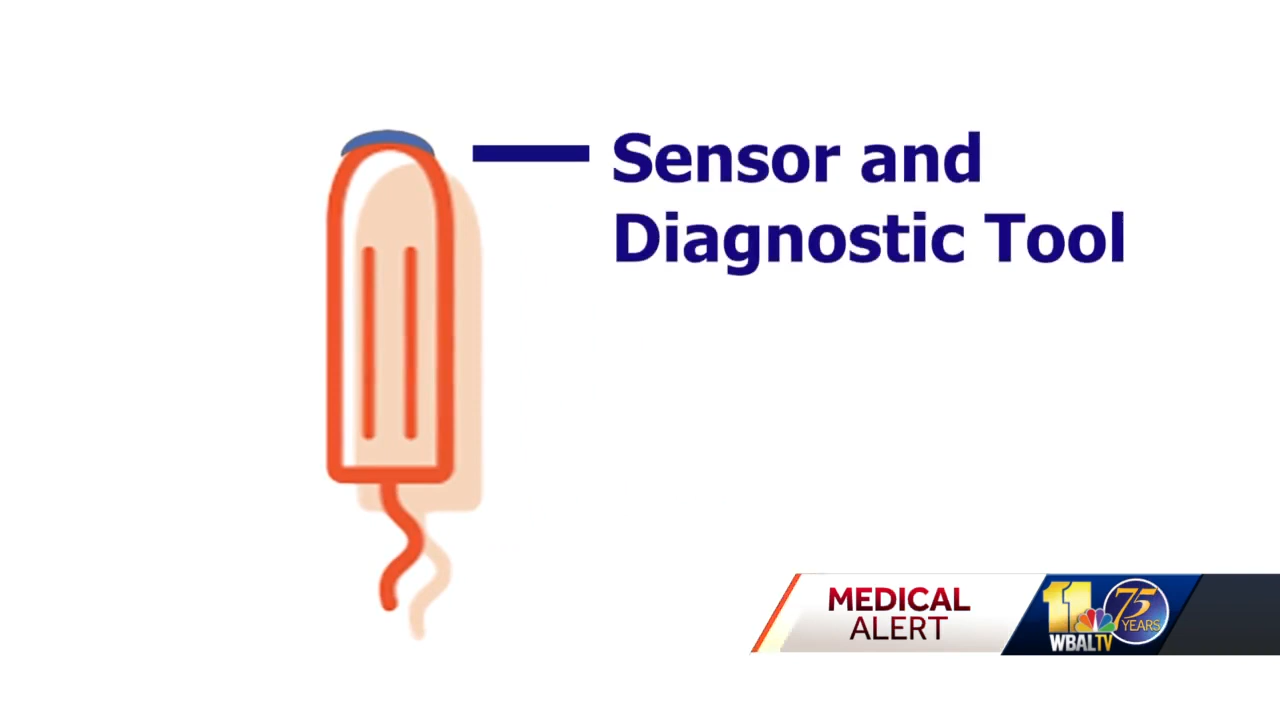 Sensor and
Diagnostic Tool
MEDICAL
ALERT
11
75
YEARS
WBALTV